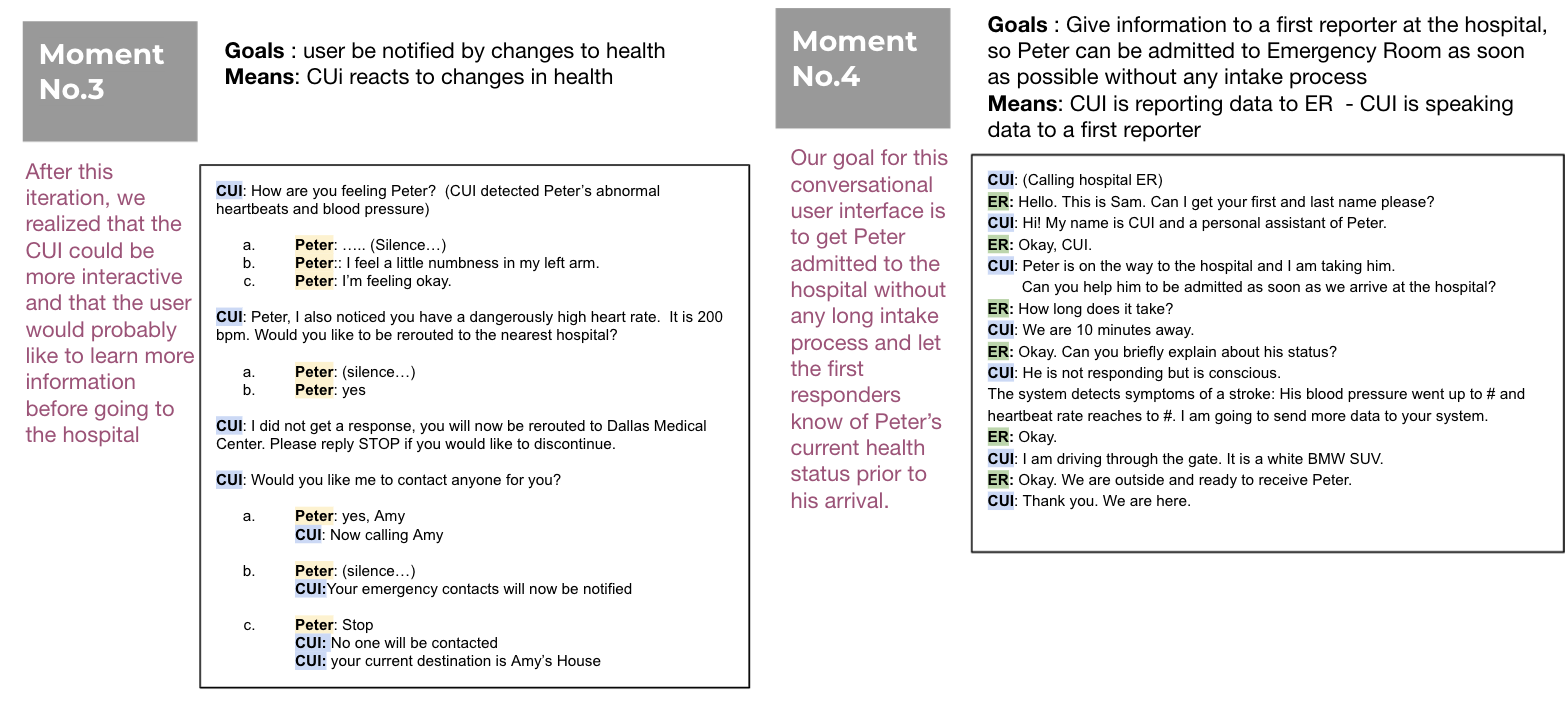 Moment
No.3
Goals : user be notified by changes to health
Means: CUi reacts to changes in health
After this
iteration, we
realized that the
CUI could be
more interactive
and that the user
would probably
like to learn more
information
before going to
the hospital
CUI: How are you feeling Peter?  (CUI detected Peter's abnormal
heartbeats and blood pressure)
a. Peter: ….. (Silence…)
b. Peter:: I feel a little numbness in my left arm.
c. Peter: I'm feeling okay.
CUI: Peter, I also noticed you have a dangerously high heart rate.  It is 200
bpm. Would you like to be rerouted to the nearest hospital?
a. Peter: (silence…)
b. Peter: yes
CUI: I did not get a response, you will now be rerouted to Dallas Medical
Center. Please reply STOP if you would like to discontinue.
CUI: Would you like me to contact anyone for you?
a. Peter: yes, Amy
CUI: Now calling Amy
b. Peter: (silence…)
CUI:Your emergency contacts will now be notified
c. Peter: Stop
CUI: No one will be contacted
CUI: your current destination is Amy's House
Moment
No.4
Goals : Give information to a first reporter at the hospital,
so Peter can be admitted to Emergency Room as soon
as possible without any intake process
Means: CUI is reporting data to ER  - CUI is speaking
data to a first reporter
Our goal for this
conversational
user interface is
to get Peter
admitted to the
hospital without
any long intake
process and let
the first
responders
know of Peter's
current health
status prior to
his arrival.
CUI: (Calling hospital ER)
ER: Hello. This is Sam. Can I get your first and last name please?
CUI: Hi! My name is CUI and a personal assistant of Peter.
ER: Okay, CUI.
CUI: Peter is on the way to the hospital and I am taking him.
Can you help him to be admitted as soon as we arrive at the hospital?
ER: How long does it take?
CUI: We are 10 minutes away.
ER: Okay. Can you briefly explain about his status?
CUI: He is not responding but is conscious.
The system detects symptoms of a stroke: His blood pressure went up to # and
heartbeat rate reaches to #. I am going to send more data to your system.
ER: Okay.
CUI: I am driving through the gate. It is a white BMW SUV.
ER: Okay. We are outside and ready to receive Peter.
CUI: Thank you. We are here.